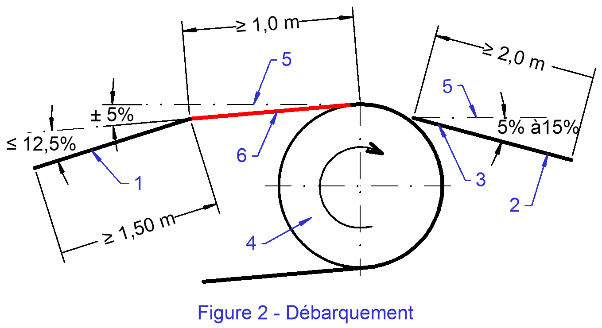 ≥ 1,0 m
≥ 2,0 m
5
5
± 5%
5% à15%
≤ 12,5%
6
1
3
2
4
≥ 1,50 m
Figure 2 - Débarquement